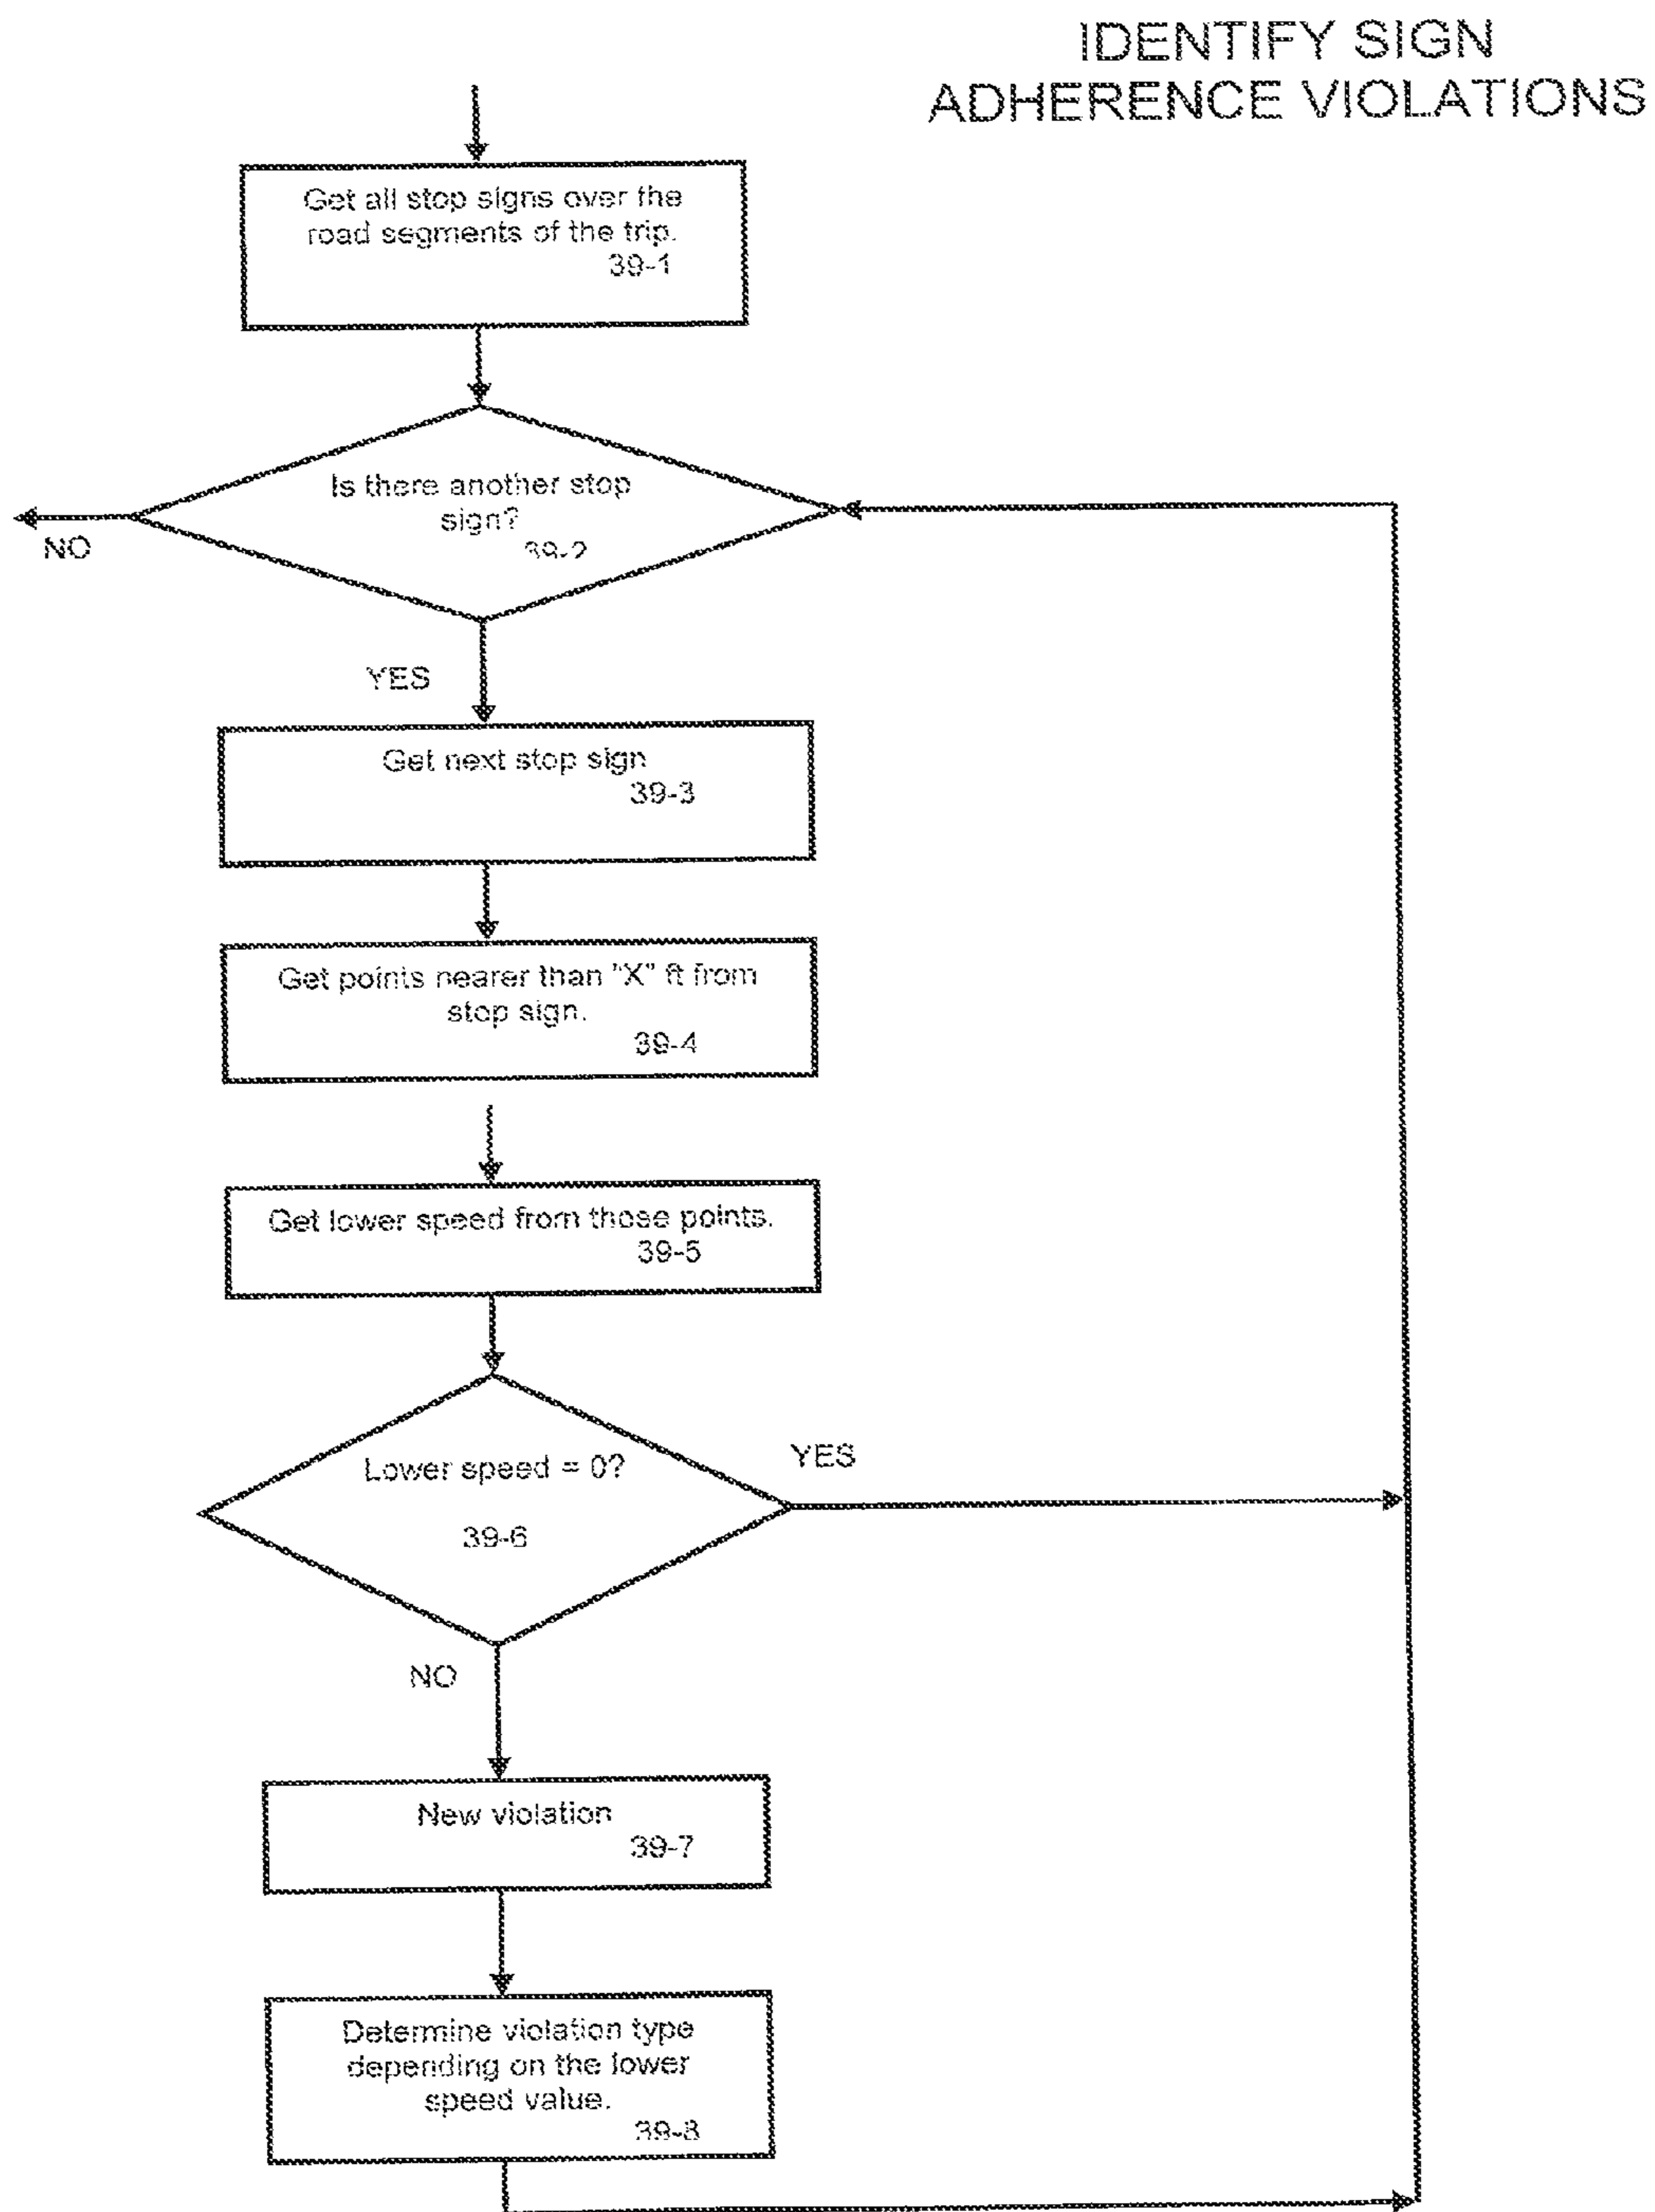 IDENTIFY SIGN
ADHERENCE VIOLATIONS
Get all stop signs over the
road segments of the trip.
39-1
Is there another stop
sign?
39-2
NO
YES
Get next stop sign
39-3
Get points nearer than "X" ft from
stop sign.
39-4
Get lower speed from those points.
39-5
Lower speed = 0?
39-6
YES
NO
New violation
39-7
Determine violation type
depending on the lower
speed value.
39-8